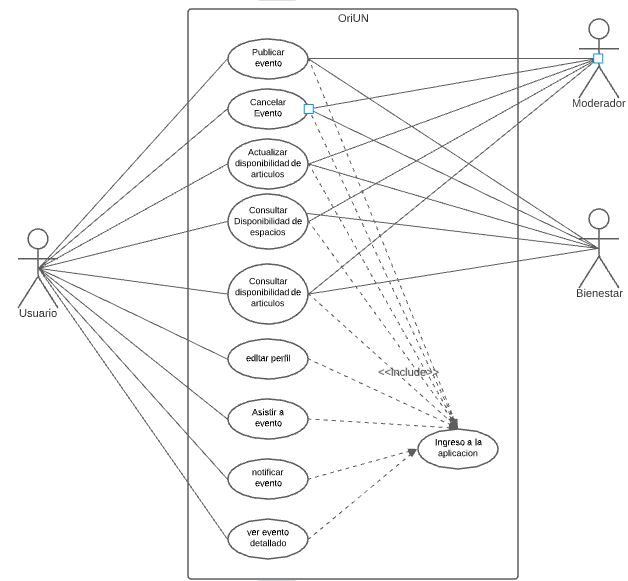 OriUN
Publicar
evento
Cancelar
Evento
Moderador
Actualizar
disponibilidad de
articulos
Consultar
Disponibilidad de
espacios
Usuario
Bienestar
Consultar
disponibilidad de
articulos
editar perfil
<<Include>>
Asistir a
evento
Ingreso a la
aplicacion
notificar
evento
ver evento
detallado